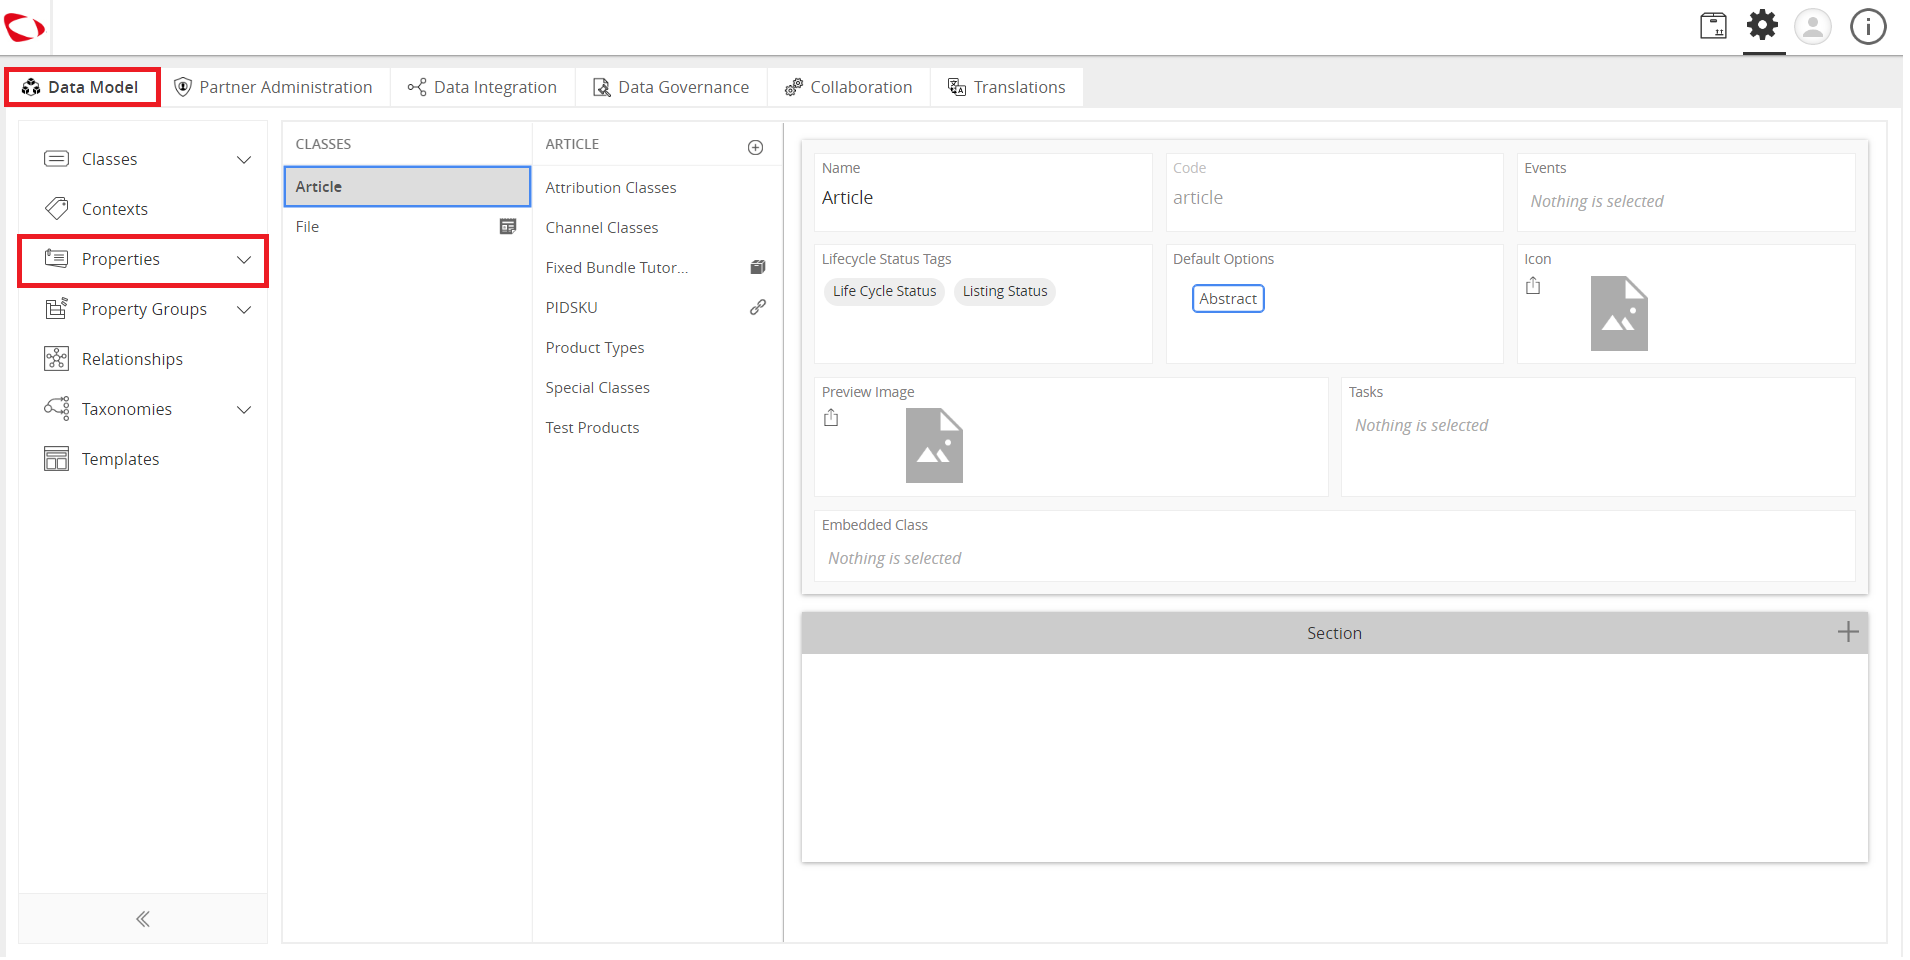 Data Model
Partner Administration
Data Integration
Data Governance
Collaboration
Translations
Classes
Contexts
Properties
Property Groups
Relationships
Taxonomies
Templates
CLASSES
Article
File
ARTICLE
Attribution Classes
Channel Classes
Fixed Bundle Tutor...
PIDSKU
Product Types
Special Classes
Test Products
Name
Article
Code
article
Events
Nothing is selected
Lifecycle Status Tags
Life Cycle Status
Listing Status
Default Options
Abstract
Icon
Preview Image
Tasks
Nothing is selected
Embedded Class
Nothing is selected
Section